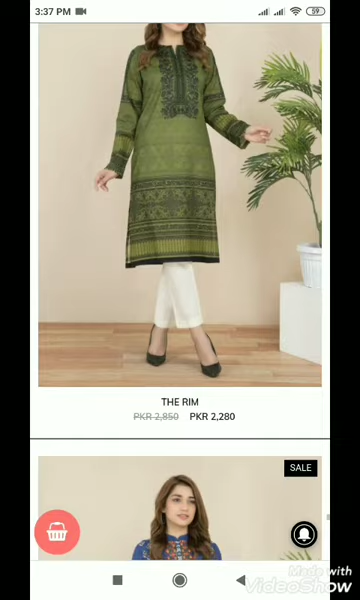 3:37 PM
59
THE RIM
PKR 2,850 PKR 2,280
SALE
Made with
VideoShow